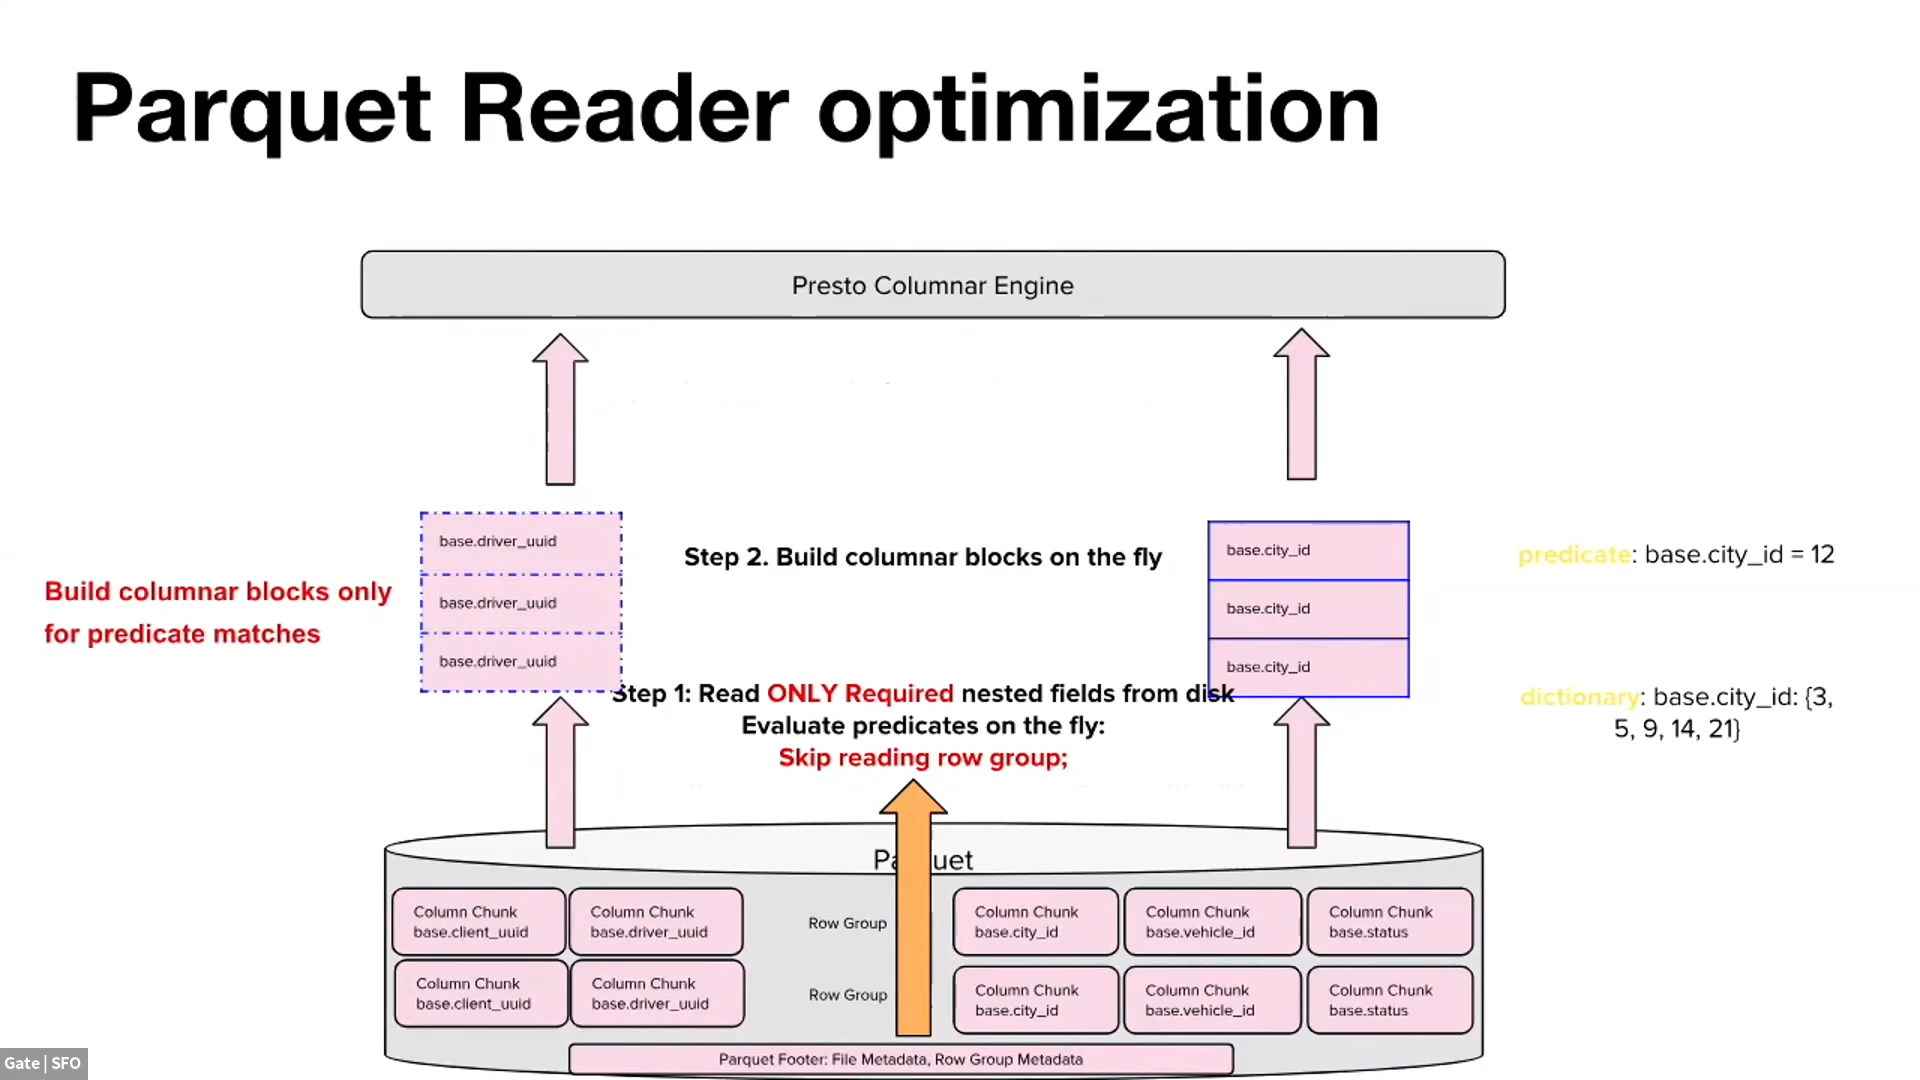 Parquet Reader optimization
Presto Columnar Engine
base.driver_uuid
base.driver_uuid
base.driver_uuid
Build columnar blocks only
for predicate matches
Step 2. Build columnar blocks on the fly
base.city_id
base.city_id
base.city_id
predicate: base.city_id = 12
dictionary: base.city_id: {3,
5, 9, 14, 21}
Step 1: Read ONLY Required nested fields from disk
Evaluate predicates on the fly:
Skip reading row group;
Parquet
Column Chunk
base.client_uuid
Column Chunk
base.driver_uuid
Row Group
Column Chunk
base.city_id
Column Chunk
base.vehicle_id
Column Chunk
base.status
Column Chunk
base.client_uuid
Column Chunk
base.driver_uuid
Row Group
Column Chunk
base.city_id
Column Chunk
base.vehicle_id
Column Chunk
base.status
Parquet Footer: File Metadata, Row Group Metadata
Gate | SFO